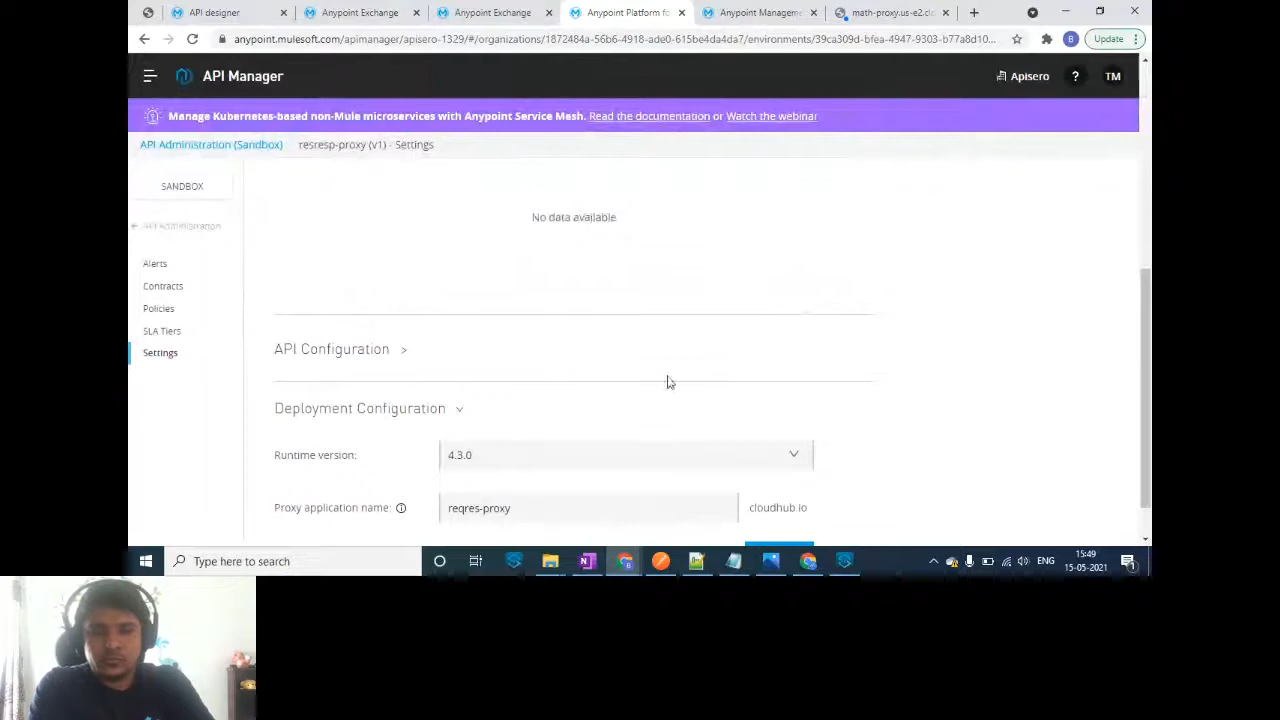 API designer
Anypoint Exchange
Anypoint Exchange
Anypoint Platform fo
Anypoint Manageme
math-proxy.us-e2.clo
anypoint.mulesoft.com/apimanager/apisero-1329/#/organizations/1872484a-56b6-4918-ade0-615be4da4da7/environments/39ca309d-bfea-4947-9303-b77a8d10...
B
Update
API Manager
Apisero
?
TM
Manage Kubernetes-based non-Mule microservices with Anypoint Service Mesh. Read the documentation or Watch the webinar
API Administration (Sandbox)
resresp-proxy (v1) - Settings
SANDBOX
API Administration
Alerts
Contracts
Policies
SLA Tiers
Settings
No data available
API Configuration
Deployment Configuration
Runtime version:
4.3.0
Proxy application name:
reqres-proxy
cloudhub.io
Type here to search
ENG
15:49
15-05-2021